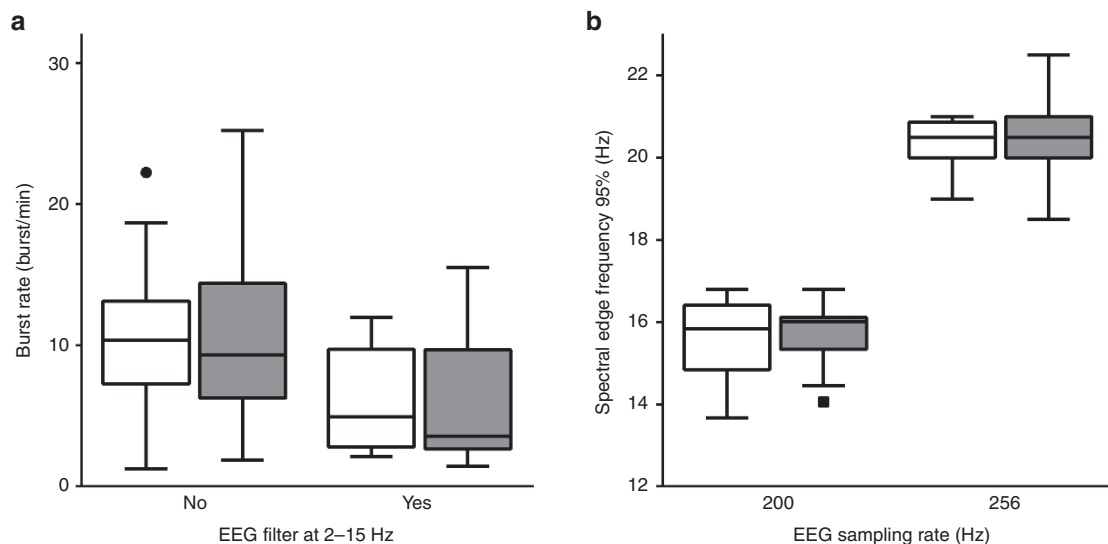 a
30
20
10
0
Burst rate (burst/min)
No
Yes
EEG filter at 2–15 Hz
b
22
20
18
16
14
12
Spectral edge frequency 95% (Hz)
200
256
EEG sampling rate (Hz)